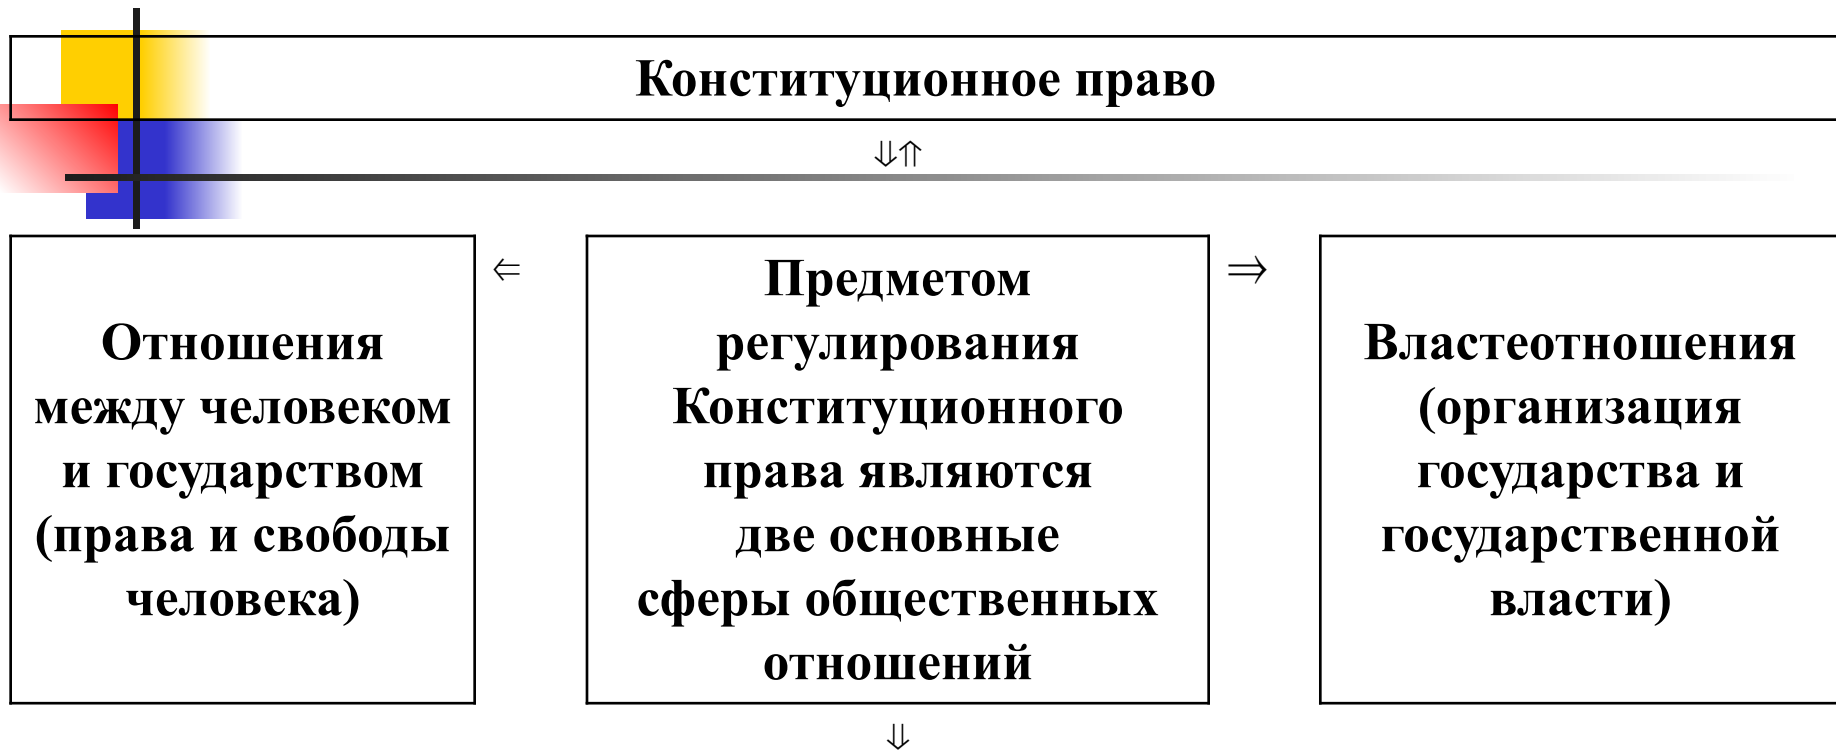 Конституционное право
⇓⇑
Отношения
между человеком
и государством
(права и свободы
человека)
⇐
Предметом
регулирования
Конституционного
права являются
две основные
сферы общественных
отношений
⇒
Властеотношения
(организация
государства и
государственной
власти)
⇓